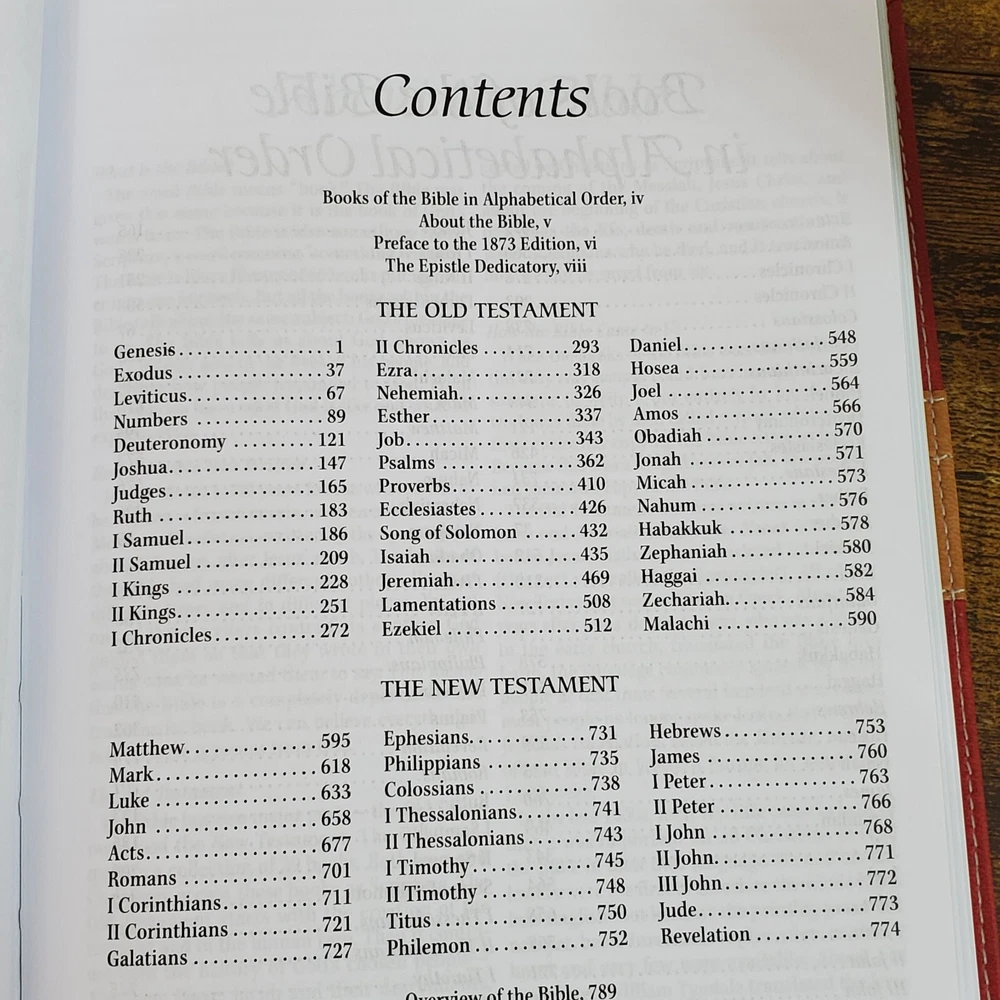 Contents
Books of the Bible in Alphabetical Order, iv
About the Bible, v
Preface to the 1873 Edition, vi
The Epistle Dedicatory, viii
THE OLD TESTAMENT
Genesis . . . . . . . . . . . . . . . . . . 1
Exodus . . . . . . . . . . . . . . . . . 37
Leviticus . . . . . . . . . . . . . . . 67
Numbers . . . . . . . . . . . . . . . 89
Deuteronomy . . . . . . . . . . 121
Joshua . . . . . . . . . . . . . . . . . 147
Judges . . . . . . . . . . . . . . . . . 165
Ruth . . . . . . . . . . . . . . . . . . 183
I Samuel . . . . . . . . . . . . . . . 186
II Samuel . . . . . . . . . . . . . . 209
I Kings . . . . . . . . . . . . . . . . 228
II Kings . . . . . . . . . . . . . . . . 251
I Chronicles . . . . . . . . . . . 272
II Chronicles . . . . . . . . . . 293
Ezra . . . . . . . . . . . . . . . . . . 318
Nehemiah . . . . . . . . . . . . . 326
Esther . . . . . . . . . . . . . . . . 337
Job . . . . . . . . . . . . . . . . . . . 343
Psalms . . . . . . . . . . . . . . . 362
Proverbs . . . . . . . . . . . . . . 410
Ecclesiastes . . . . . . . . . . . 426
Song of Solomon . . . . . . 432
Isaiah . . . . . . . . . . . . . . . . 435
Jeremiah . . . . . . . . . . . . . . 469
Lamentations . . . . . . . . . 508
Ezekiel . . . . . . . . . . . . . . . 512
Daniel . . . . . . . . . . . . . . . . 548
Hosea . . . . . . . . . . . . . . . . 559
Joel . . . . . . . . . . . . . . . . . . 564
Amos . . . . . . . . . . . . . . . . 566
Obadiah . . . . . . . . . . . . . . 570
Jonah . . . . . . . . . . . . . . . . 571
Micah . . . . . . . . . . . . . . . . 573
Nahum . . . . . . . . . . . . . . . 576
Habakkuk . . . . . . . . . . . . 578
Zephaniah . . . . . . . . . . . . 580
Haggai . . . . . . . . . . . . . . . 582
Zechariah . . . . . . . . . . . . . 584
Malachi . . . . . . . . . . . . . . 590
THE NEW TESTAMENT
Matthew . . . . . . . . . . . . . . . 595
Mark . . . . . . . . . . . . . . . . . . 618
Luke . . . . . . . . . . . . . . . . . . 633
John . . . . . . . . . . . . . . . . . . 658
Acts . . . . . . . . . . . . . . . . . . . 677
Romans . . . . . . . . . . . . . . . 701
I Corinthians . . . . . . . . . . . 711
II Corinthians . . . . . . . . . . 721
Galatians . . . . . . . . . . . . . . 727
Ephesians . . . . . . . . . . . . . 731
Philippians . . . . . . . . . . . . 735
Colossians . . . . . . . . . . . . 738
I Thessalonians . . . . . . . . 741
II Thessalonians . . . . . . . 743
I Timothy . . . . . . . . . . . . . 745
II Timothy . . . . . . . . . . . . 748
Titus . . . . . . . . . . . . . . . . . 750
Philemon . . . . . . . . . . . . . 752
Hebrews . . . . . . . . . . . . . . 753
James . . . . . . . . . . . . . . . . 760
I Peter . . . . . . . . . . . . . . . . 763
II Peter . . . . . . . . . . . . . . . 766
I John . . . . . . . . . . . . . . . . 768
II John . . . . . . . . . . . . . . . . 771
III John . . . . . . . . . . . . . . . 772
Jude . . . . . . . . . . . . . . . . . . 773
Revelation . . . . . . . . . . . . 774
Overview of the Bible, 789